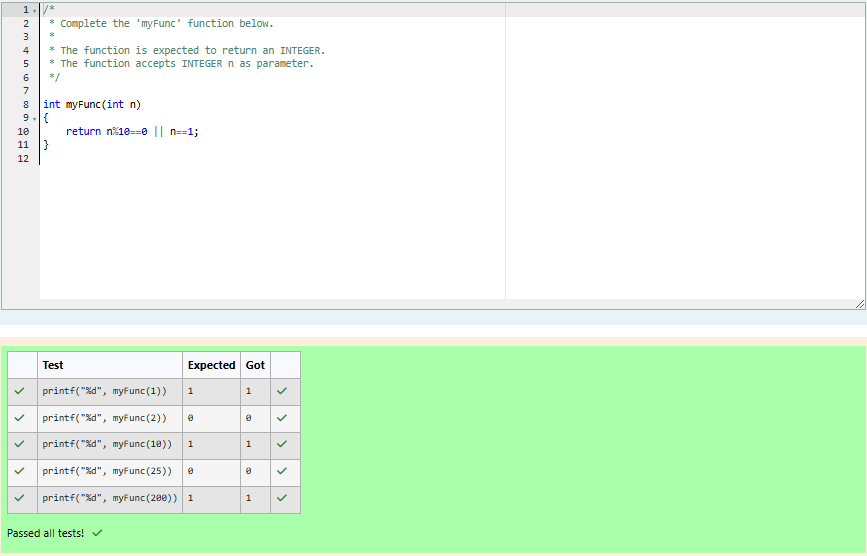 1 /*
2 * Complete the 'myFunc' function below.
3 *
4 * The function is expected to return an INTEGER.
5 * The function accepts INTEGER n as parameter.
6 */
7
8 int myFunc(int n)
9 {
10 return n%10==0 || n==1;
11 }
12
Test Expected Got
printf("%d", myFunc(1)) 1 1
printf("%d", myFunc(2)) 0 0
printf("%d", myFunc(10)) 1 1
printf("%d", myFunc(25)) 0 0
printf("%d", myFunc(200)) 1 1
Passed all tests!